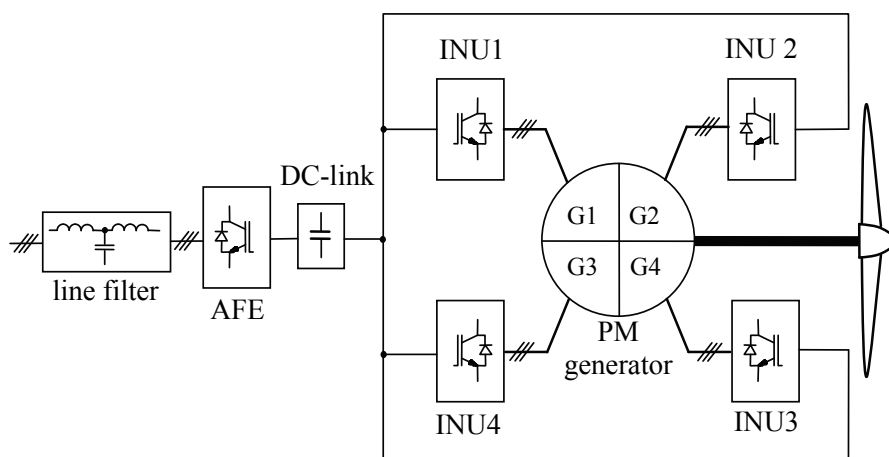 INU1
INU 2
DC-link
G1
G2
G3
G4
line filter
AFE
PM
generator
INU4
INU3